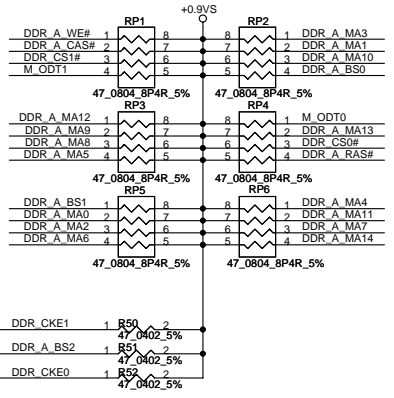 +0.9VS
RP1 RP2
DDR_A_WE# 1 8 8 1 DDR_A_MA3
DDR_A_CAS# 2 7 7 2 DDR_A_MA1
DDR_CS1# 3 6 6 3 DDR_A_MA10
M_ODT1 4 5 5 4 DDR_A_BS0
47_0804_8P4R_5% 47_0804_8P4R_5%
RP3 RP4
DDR_A_MA12 1 8 8 1 M_ODT0
DDR_A_MA9 2 7 7 2 DDR_A_MA13
DDR_A_MA8 3 6 6 3 DDR_CS0#
DDR_A_MA5 4 5 5 4 DDR_A_RAS#
47_0804_8P4R_5% 47_0804_8P4R_5%
RP5 RP6
DDR_A_BS1 1 8 8 1 DDR_A_MA4
DDR_A_MA0 2 7 7 2 DDR_A_MA11
DDR_A_MA2 3 6 6 3 DDR_A_MA7
DDR_A_MA6 4 5 5 4 DDR_A_MA14
47_0804_8P4R_5% 47_0804_8P4R_5%
DDR_CKE1 1 R50 2
47_0402_5%
DDR_A_BS2 1 R51 2
47_0402_5%
DDR_CKE0 1 R52 2
47_0402_5%